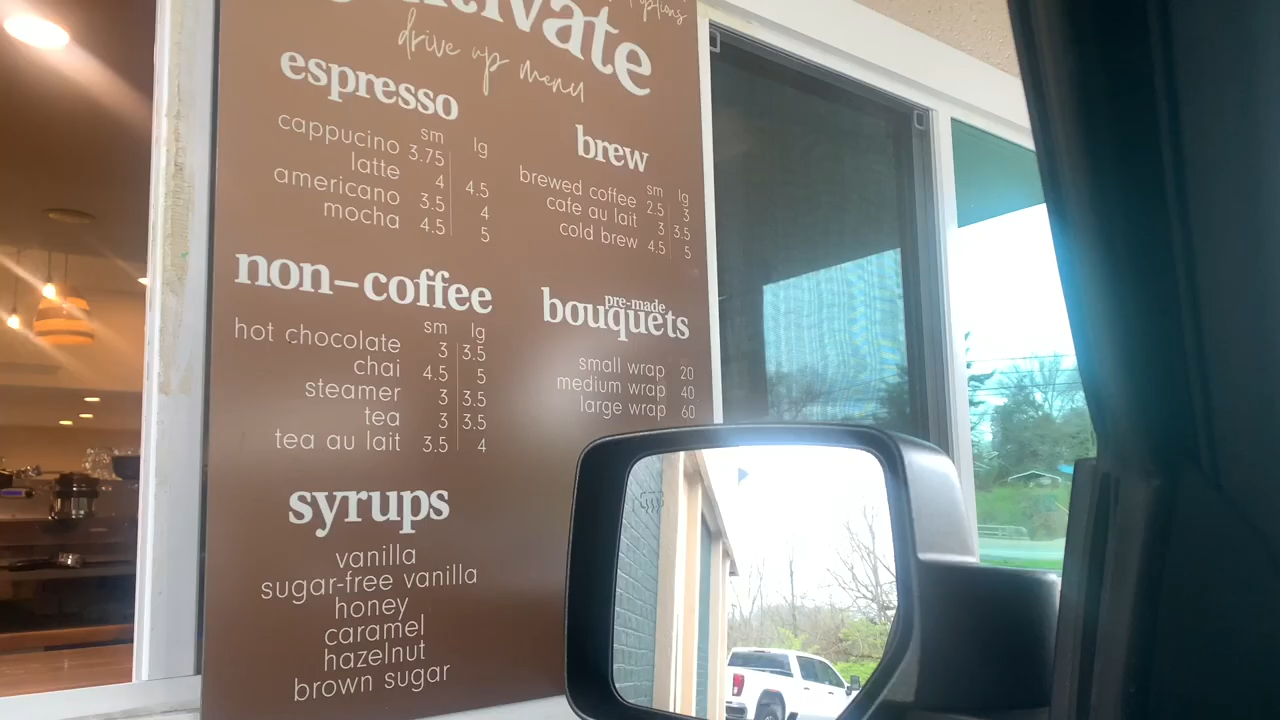 options
drive up menu
espresso
sm lg
cappucino 3.75
latte 4 4.5
americano 3.5 4
mocha 4.5 5
brew
sm lg
brewed coffee 2.5 3
cafe au lait 3 3.5
cold brew 4.5 5
non-coffee
sm lg
hot chocolate 3 3.5
chai 4.5 5
steamer 3 3.5
tea 3 3.5
tea au lait 3.5 4
pre-made
bouquets
small wrap 20
medium wrap 40
large wrap 60
syrups
vanilla
sugar-free vanilla
honey
caramel
hazelnut
brown sugar